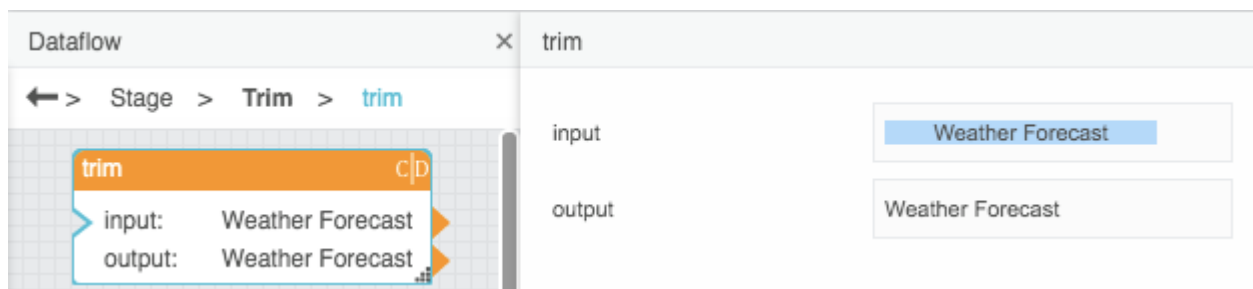 Dataflow ×
> Stage > Trim > trim
trim C|D
input: Weather Forecast
output: Weather Forecast
trim
input Weather Forecast
output Weather Forecast